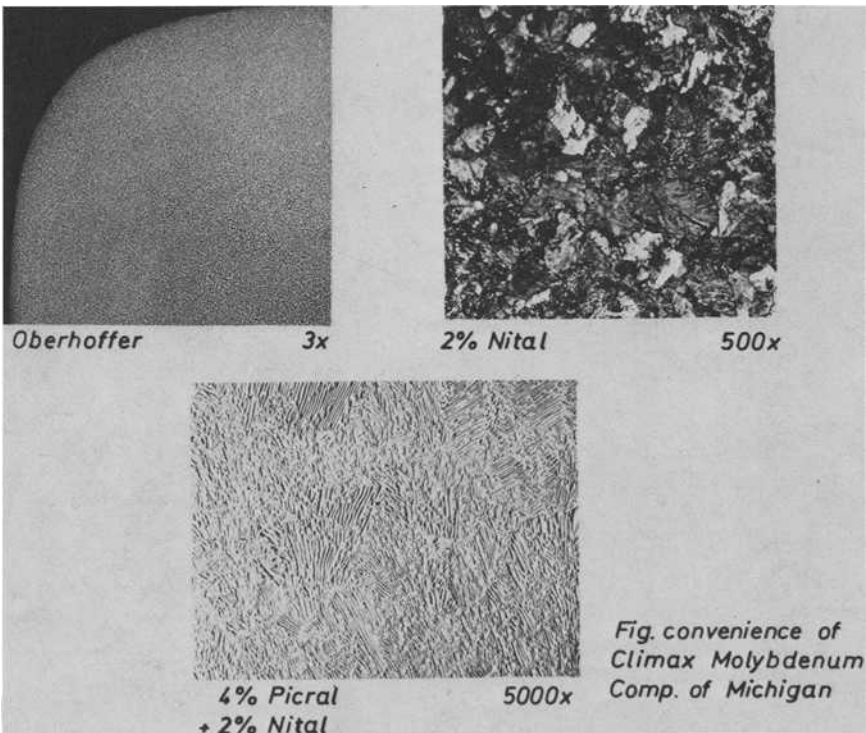 Oberhoffer 3x
2% Nital 500x
4% Picral 5000x
+ 2% Nital
Fig. convenience of
Climax Molybdenum
Comp. of Michigan